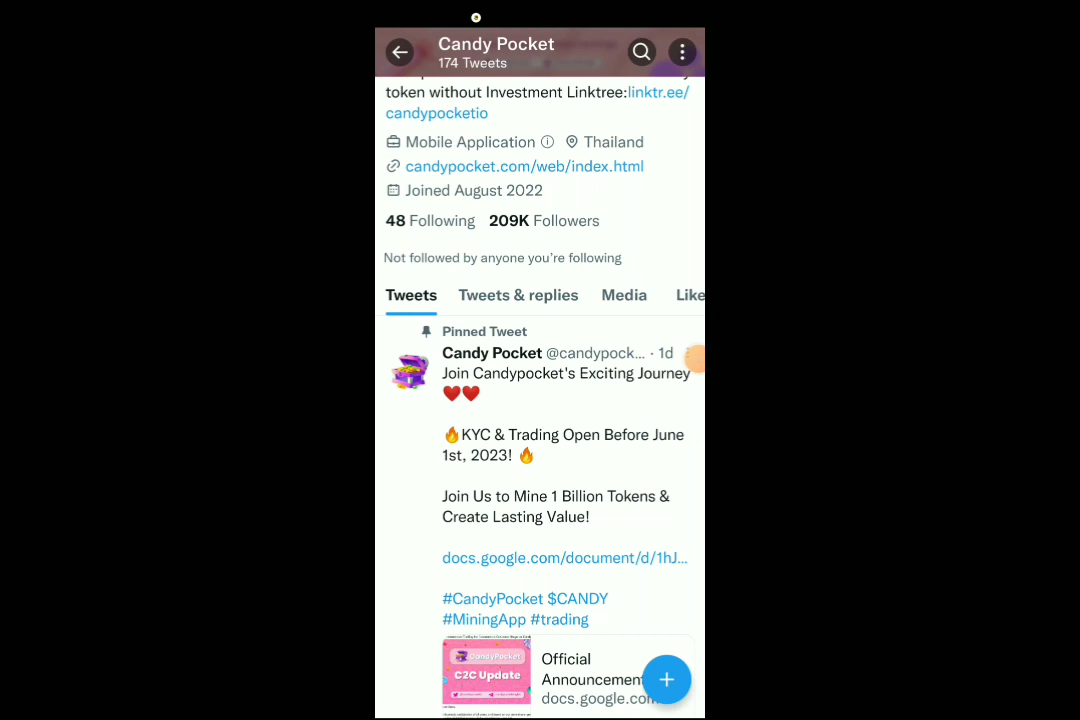 Candy Pocket
174 Tweets
token without Investment Linktree:linktr.ee/
candypocketio
Mobile Application Thailand
candypocket.com/web/index.html
Joined August 2022
48 Following 209K Followers
Not followed by anyone you're following
Tweets Tweets & replies Media Like
Pinned Tweet
Candy Pocket @candypock... · 1d
Join Candypocket's Exciting Journey
❤️❤️
🔥KYC & Trading Open Before June
1st, 2023! 🔥
Join Us to Mine 1 Billion Tokens &
Create Lasting Value!
docs.google.com/document/d/1hJ...
#CandyPocket $CANDY
#MiningApp #trading
CandyPocket
C2C Update
Official
Announcement
docs.google.com